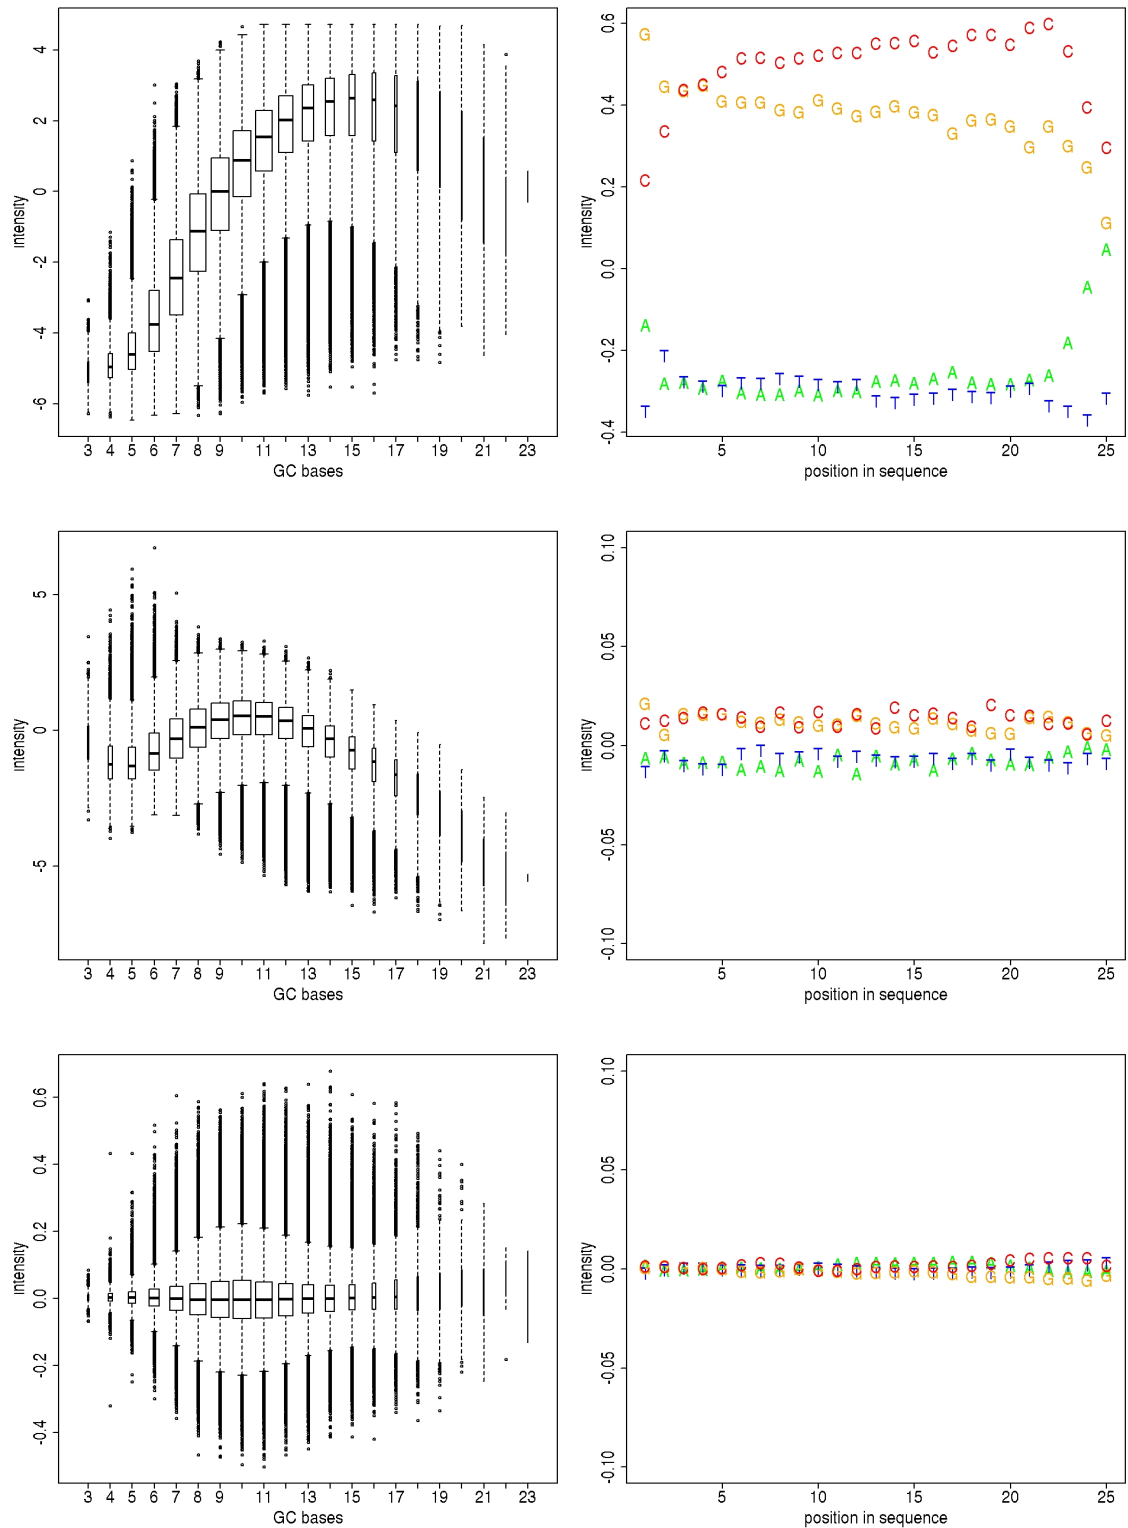 4
2
0
-2
-4
-6
intensity
3 4 5 6 7 8 9 11 13 15 17 19 21 23
GC bases
0.6
0.4
0.2
0.0
-0.2
-0.4
intensity
G G G G G G G G G G G G G G G G G G G G G G G G G
C C C C C C C C C C C C C C C C C C C C C C C C C
A A A A A A A A A A A A A A A A A A A A A A A A A
T T T T T T T T T T T T T T T T T T T T T T T T T
5 10 15 20 25
position in sequence
5
0
-5
intensity
3 4 5 6 7 8 9 11 13 15 17 19 21 23
GC bases
0.10
0.05
0.00
-0.05
-0.10
intensity
G G G G G G G G G G G G G G G G G G G G G G G G G
C C C C C C C C C C C C C C C C C C C C C C C C C
A A A A A A A A A A A A A A A A A A A A A A A A A
T T T T T T T T T T T T T T T T T T T T T T T T T
5 10 15 20 25
position in sequence
0.6
0.4
0.2
0.0
-0.2
-0.4
intensity
3 4 5 6 7 8 9 11 13 15 17 19 21 23
GC bases
0.10
0.05
0.00
-0.05
-0.10
intensity
5 10 15 20 25
position in sequence